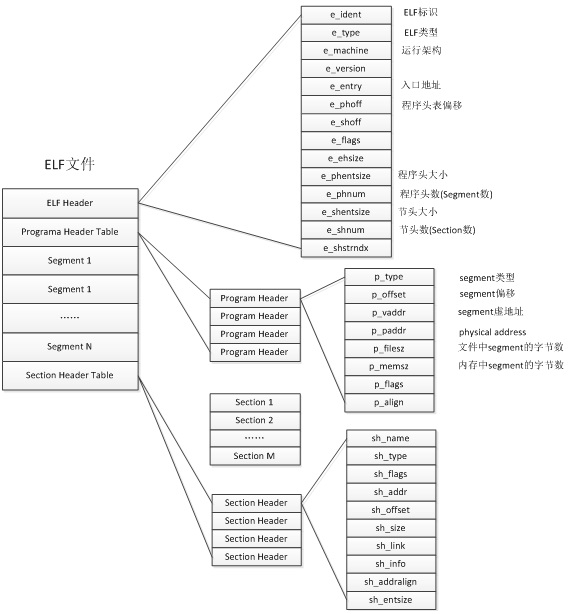 e_ident ELF标识
e_type ELF类型
e_machine 运行架构
e_version
e_entry 入口地址
e_phoff 程序头表偏移
e_shoff
e_flags
e_ehsize
e_phentsize 程序头大小
e_phnum 程序头数(Segment数)
e_shentsize 节头大小
e_shnum 节头数(Section数)
e_shstrndx
ELF文件
ELF Header
Programa Header Table
Segment 1
Segment 1
……
Segment N
Section Header Table
Program Header
Program Header
Program Header
Program Header
p_type segment类型
p_offset segment偏移
p_vaddr segment虚地址
p_paddr physical address
p_filesz 文件中segment的字节数
p_memsz 内存中segment的字节数
p_flags
p_align
Section 1
Section 2
……
Section M
Section Header
Section Header
Section Header
Section Header
sh_name
sh_type
sh_flags
sh_addr
sh_offset
sh_size
sh_link
sh_info
sh_addralign
sh_entsize